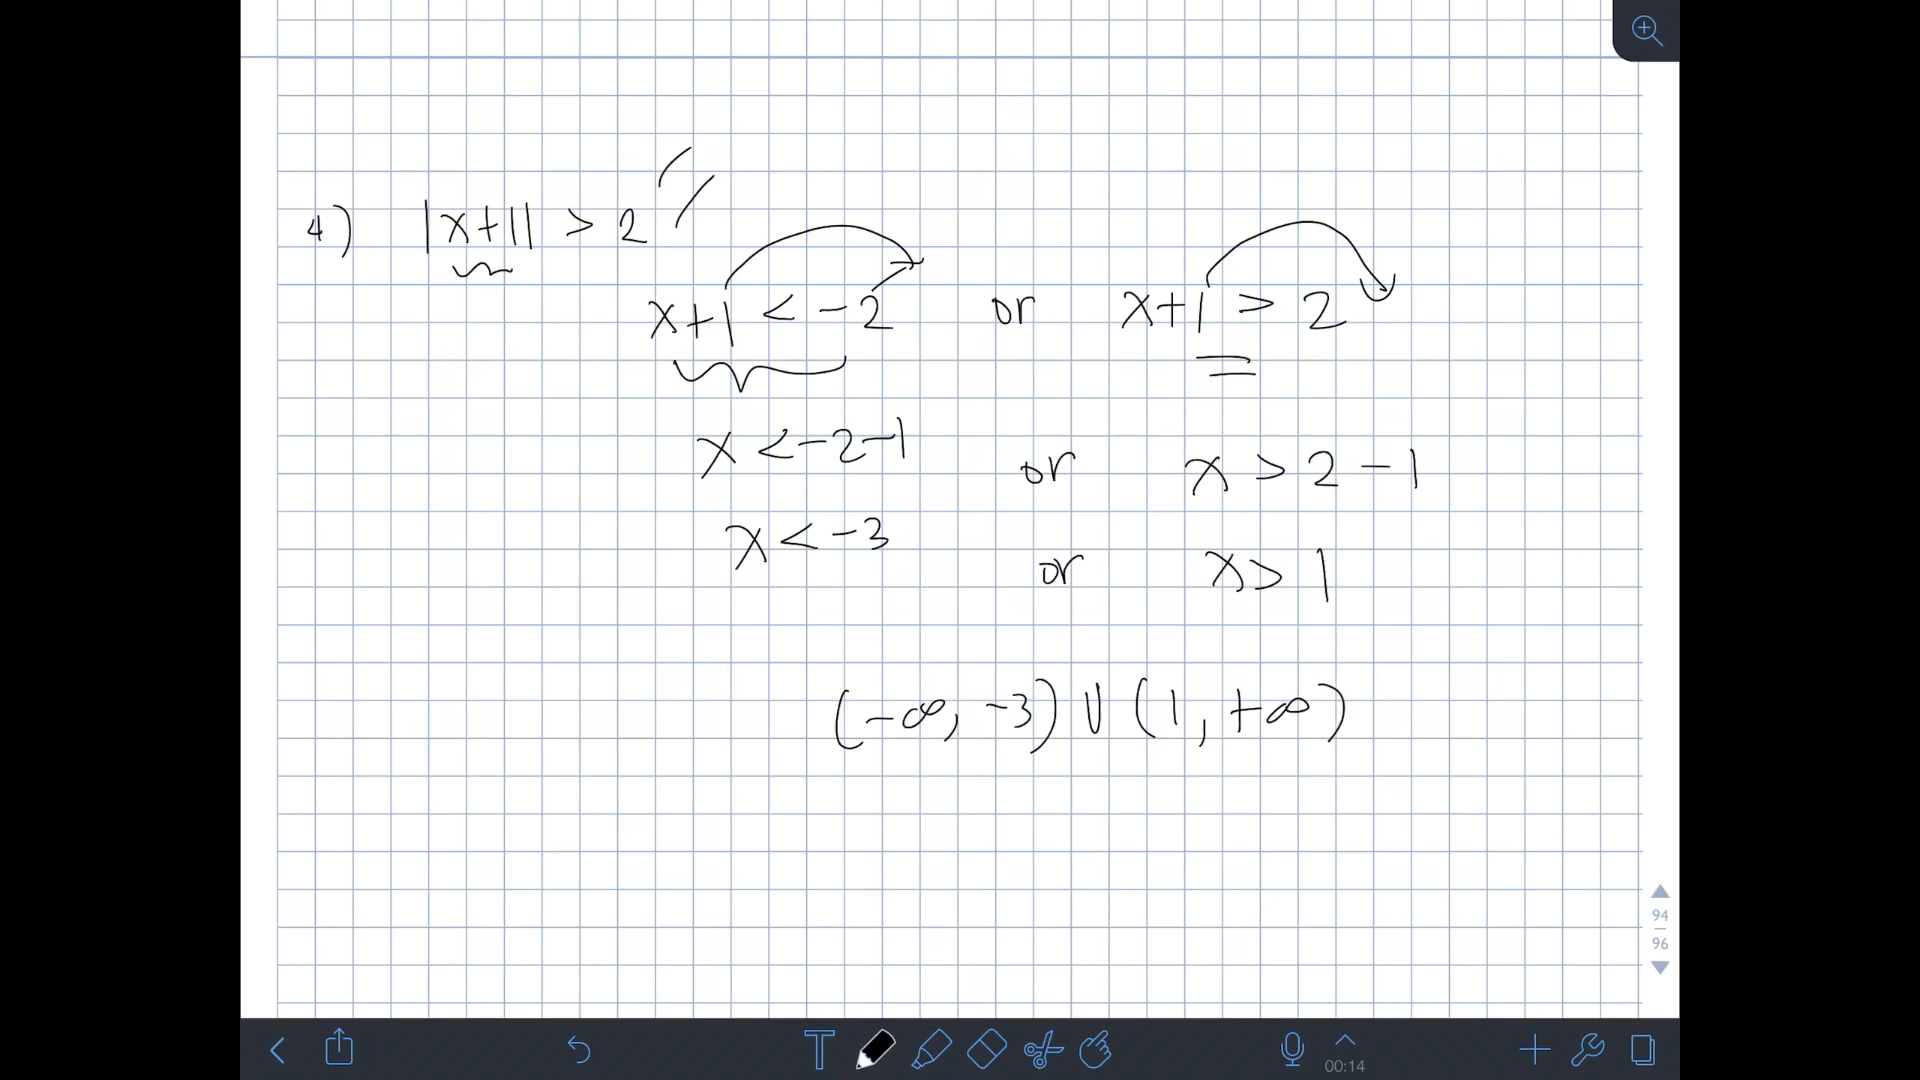 4) |x+1| > 2
x+1 < -2 or x+1 > 2
x < -2-1 or x > 2 - 1
x < -3 or x > 1
(-∞, -3) ∪ (1, +∞)
94
96
T
00:14